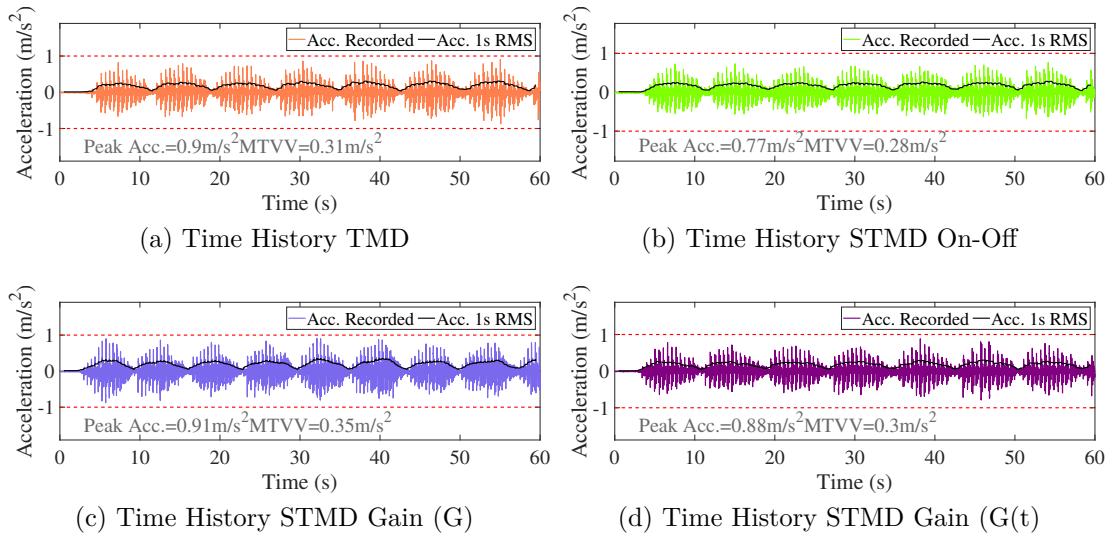 Acc. Recorded Acc. 1s RMS
Acceleration (m/s²)
1
0
-1
Peak Acc.=0.9m/s²MTVV=0.31m/s²
0 10 20 30 40 50 60
Time (s)
(a) Time History TMD
Acc. Recorded Acc. 1s RMS
Acceleration (m/s²)
1
0
-1
Peak Acc.=0.77m/s²MTVV=0.28m/s²
0 10 20 30 40 50 60
Time (s)
(b) Time History STMD On-Off
Acc. Recorded Acc. 1s RMS
Acceleration (m/s²)
1
0
-1
Peak Acc.=0.91m/s²MTVV=0.35m/s²
0 10 20 30 40 50 60
Time (s)
(c) Time History STMD Gain (G)
Acc. Recorded Acc. 1s RMS
Acceleration (m/s²)
1
0
-1
Peak Acc.=0.88m/s²MTVV=0.3m/s²
0 10 20 30 40 50 60
Time (s)
(d) Time History STMD Gain (G(t)